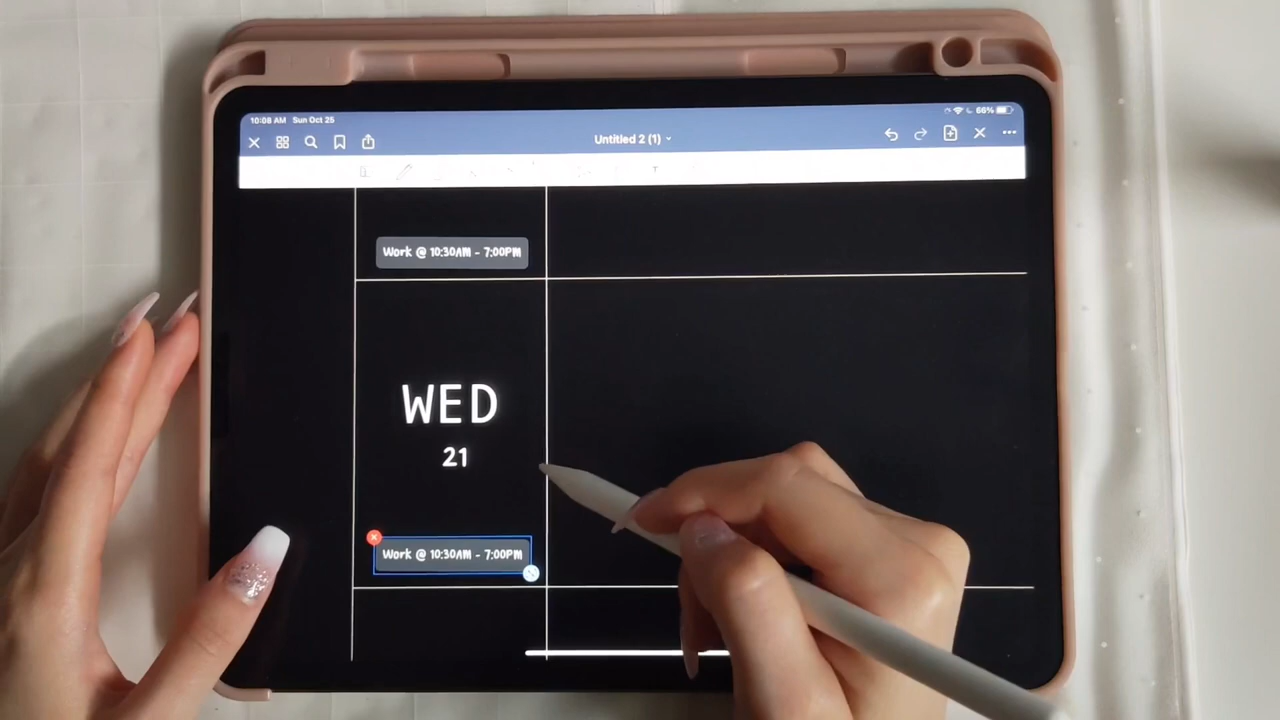 10:08 AM Sun Oct 25
66%
Untitled 2 (1)
T
Work @ 10:30AM - 7:00PM
WED
21
Work @ 10:30AM - 7:00PM